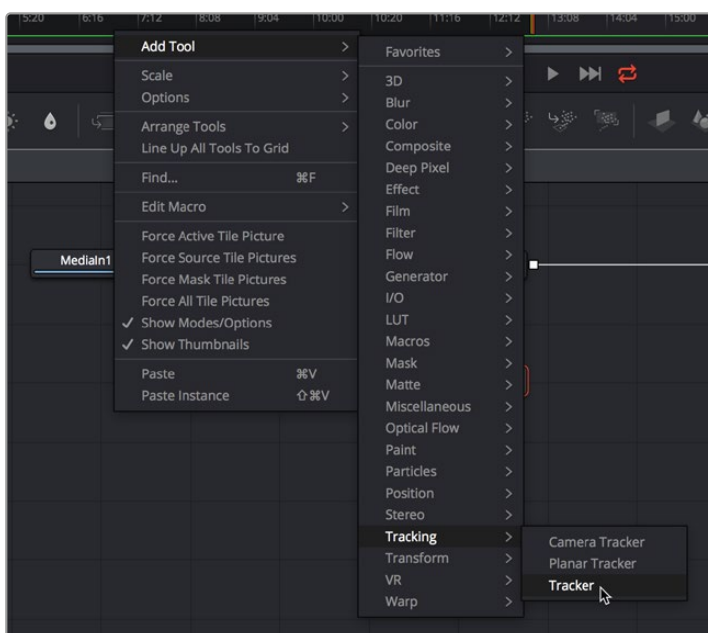 5:20 6:16 7:12 8:08 9:04 10:00 10:20 11:16 12:12 13:08 14:04 15:00
Add Tool >
Scale >
Options >
Arrange Tools >
Line Up All Tools To Grid
Find... ⌘F
Edit Macro >
Force Active Tile Picture
Force Source Tile Pictures
Force Mask Tile Pictures
Force All Tile Pictures
✓ Show Modes/Options
✓ Show Thumbnails
Paste ⌘V
Paste Instance ⇧⌘V
MediaIn1
Favorites >
3D >
Blur >
Color >
Composite >
Deep Pixel >
Effect >
Film >
Filter >
Flow >
Generator >
I/O >
LUT >
Macros >
Mask >
Matte >
Miscellaneous >
Optical Flow >
Paint >
Particles >
Position >
Stereo >
Tracking >
Transform >
VR >
Warp >
Camera Tracker
Planar Tracker
Tracker